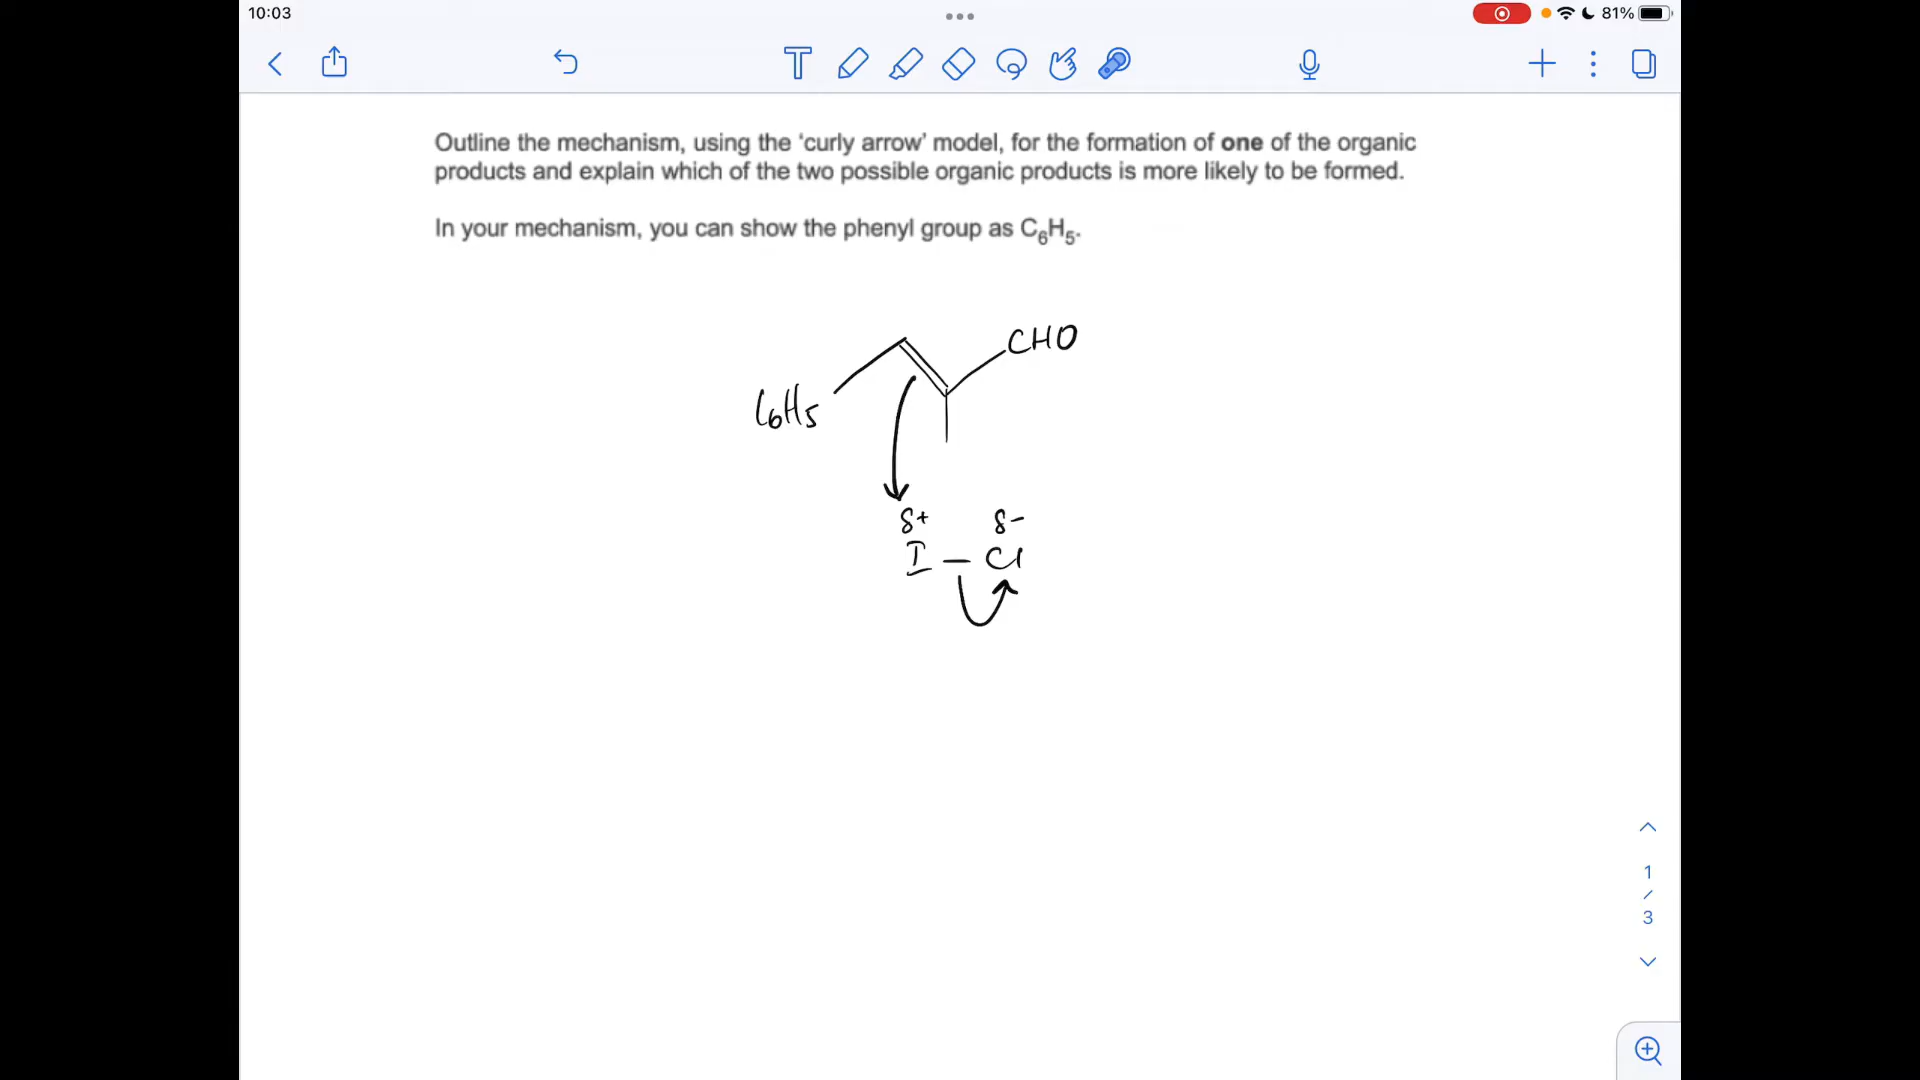 10:03
81%
Outline the mechanism, using the ‘curly arrow’ model, for the formation of one of the organic
products and explain which of the two possible organic products is more likely to be formed.
In your mechanism, you can show the phenyl group as C₆H₅.
CHO
C6H5
δ+ δ-
I — Cl
1
/
3